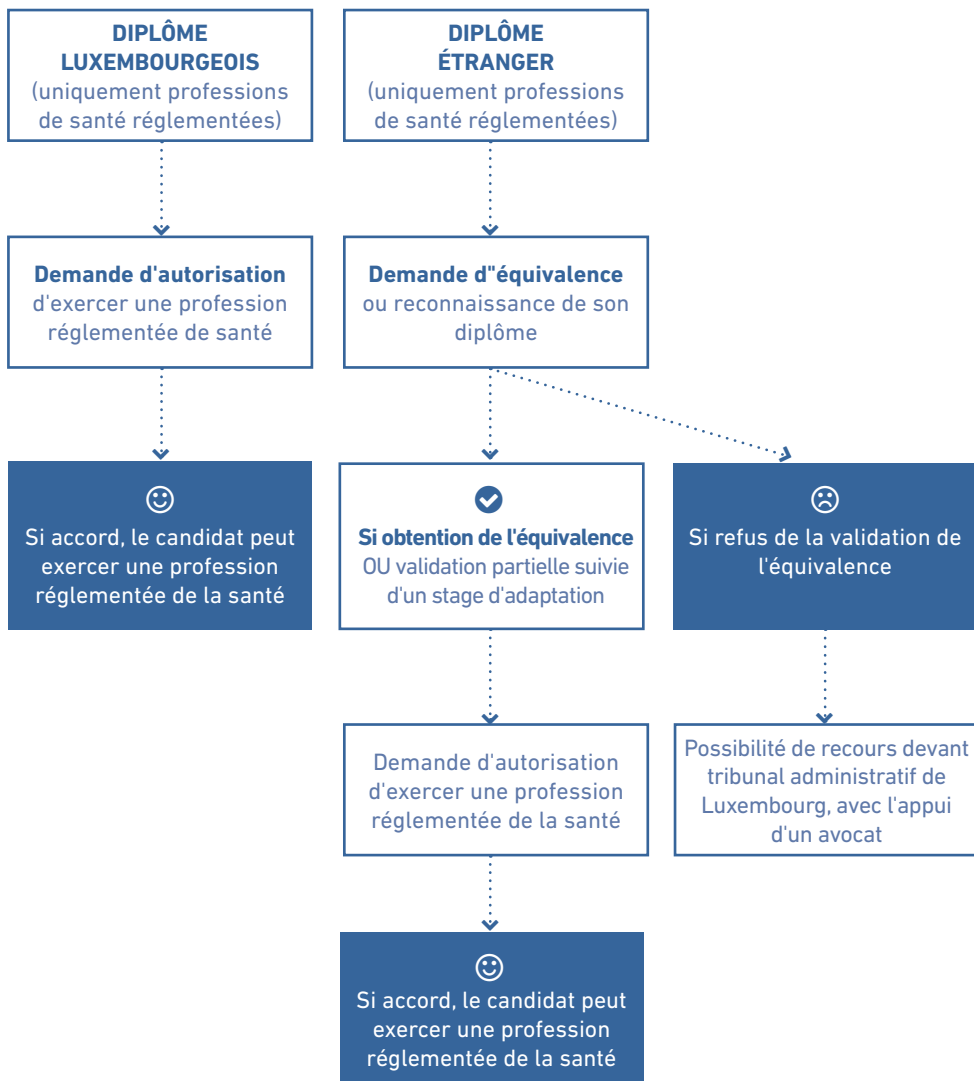 DIPLÔME
LUXEMBOURGEOIS
(uniquement professions
de santé réglementées)
DIPLÔME
ÉTRANGER
(uniquement professions
de santé réglementées)
Demande d'autorisation
d'exercer une profession
réglementée de santé
Demande d"équivalence
ou reconnaissance de son
diplôme
Si accord, le candidat peut
exercer une profession
réglementée de la santé
Si obtention de l'équivalence
OU validation partielle suivie
d'un stage d'adaptation
Si refus de la validation de
l'équivalence
Demande d'autorisation
d'exercer une profession
réglementée de la santé
Possibilité de recours devant
tribunal administratif de
Luxembourg, avec l'appui
d'un avocat
Si accord, le candidat peut
exercer une profession
réglementée de la santé